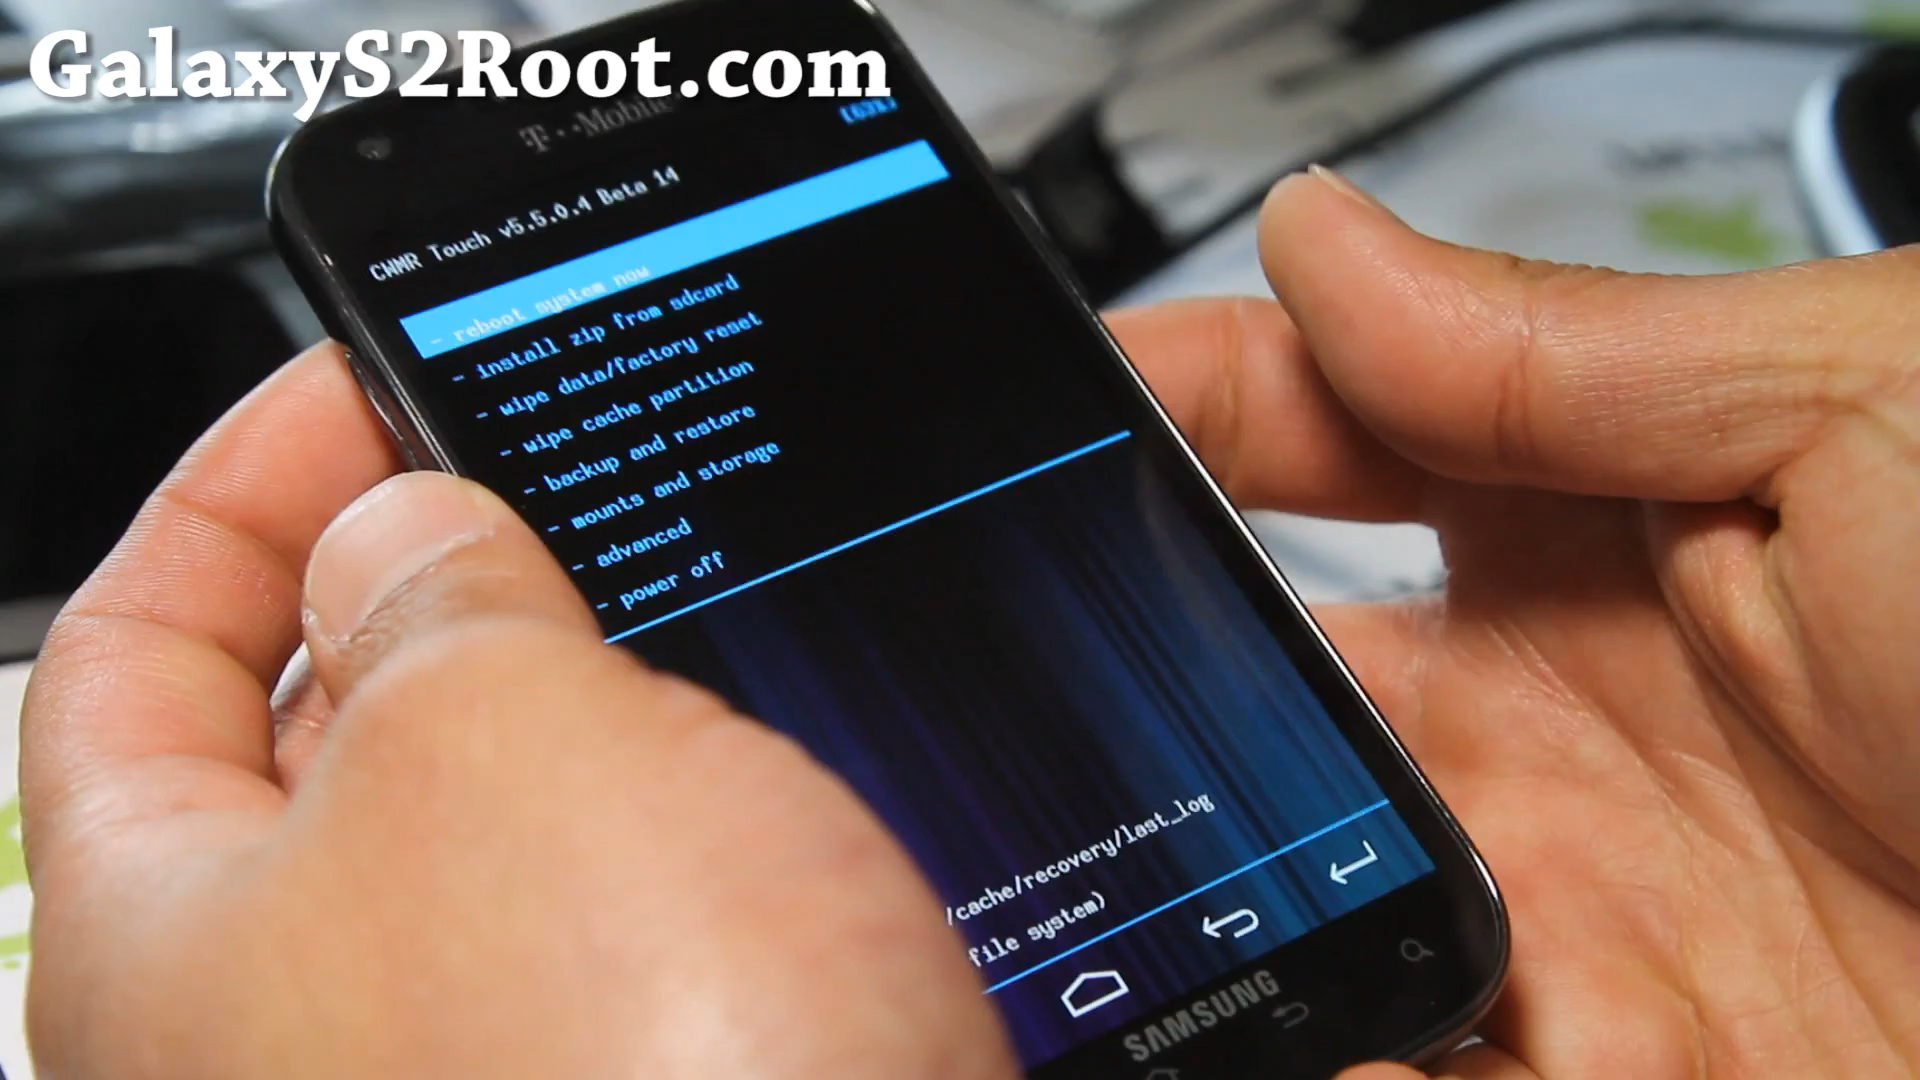 GalaxyS2Root.com
T··Mobile
[63%]
CWMR Touch v5.5.0.4 Beta 14
- reboot system now
- install zip from sdcard
- wipe data/factory reset
- wipe cache partition
- backup and restore
- mounts and storage
- advanced
- power off
/cache/recovery/last_log
file system)
SAMSUNG